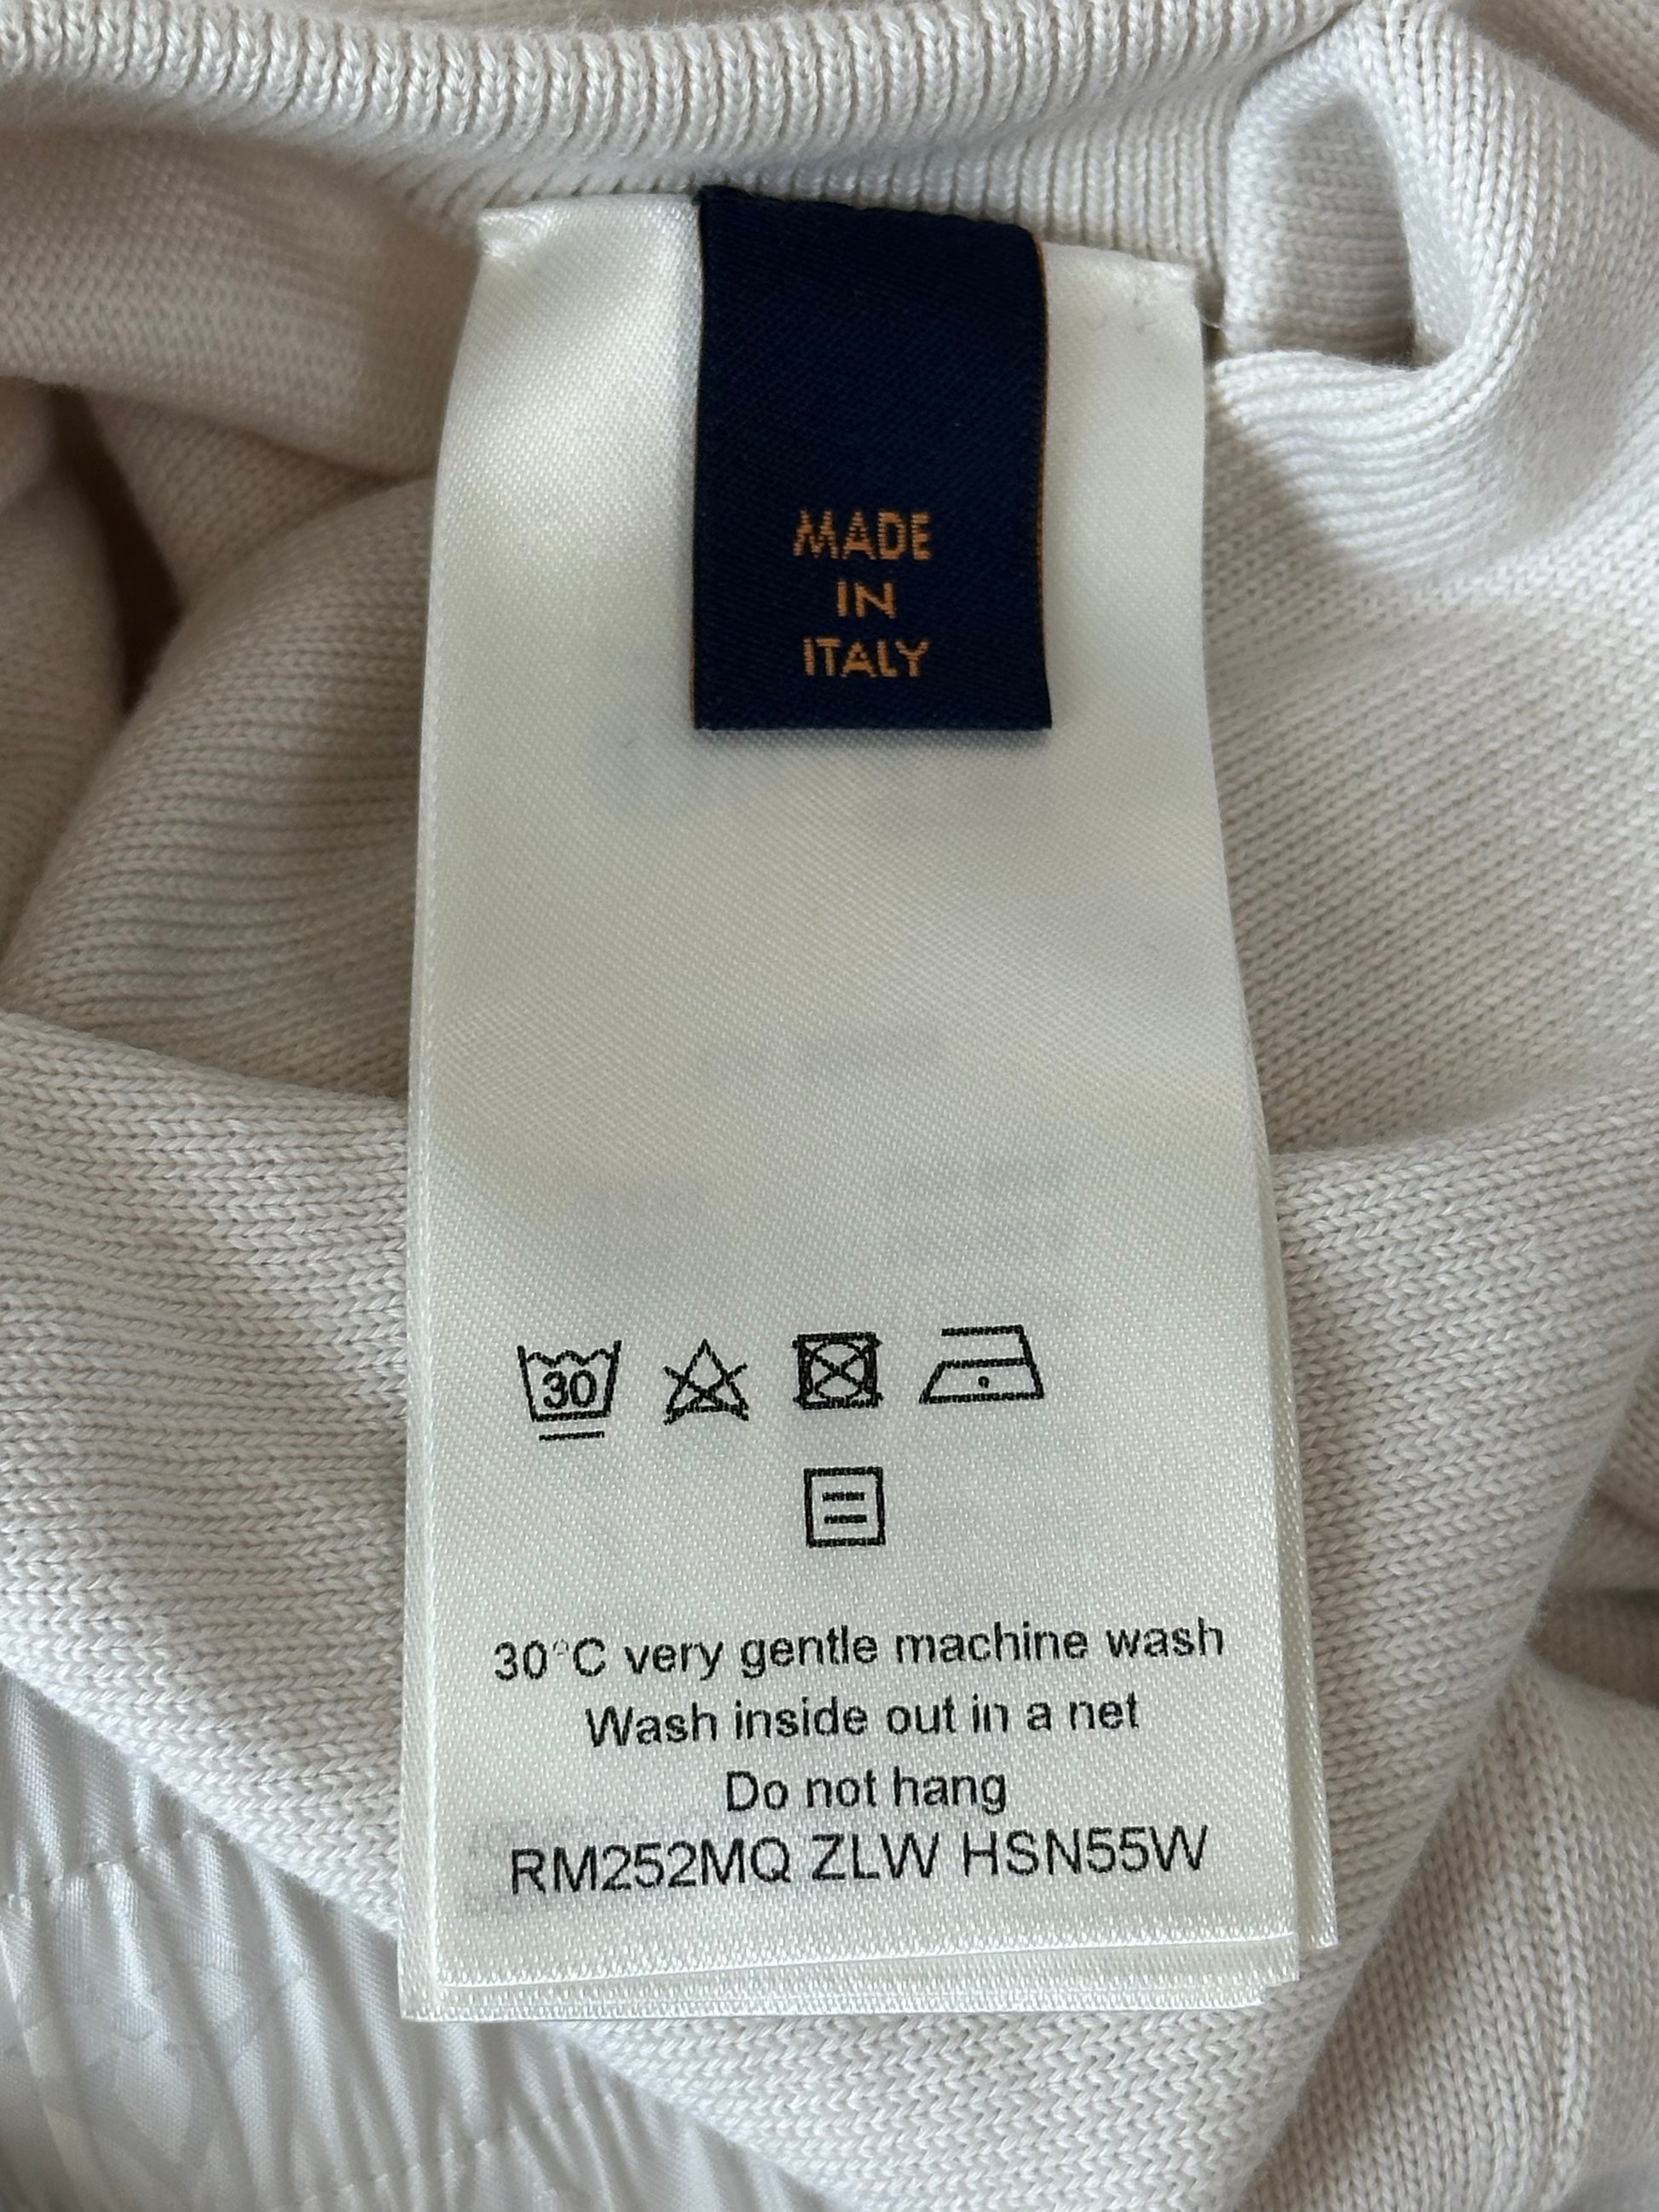 MADE
IN
ITALY
30
30°C very gentle machine wash
Wash inside out in a net
Do not hang
RM252MQ ZLW HSN55W